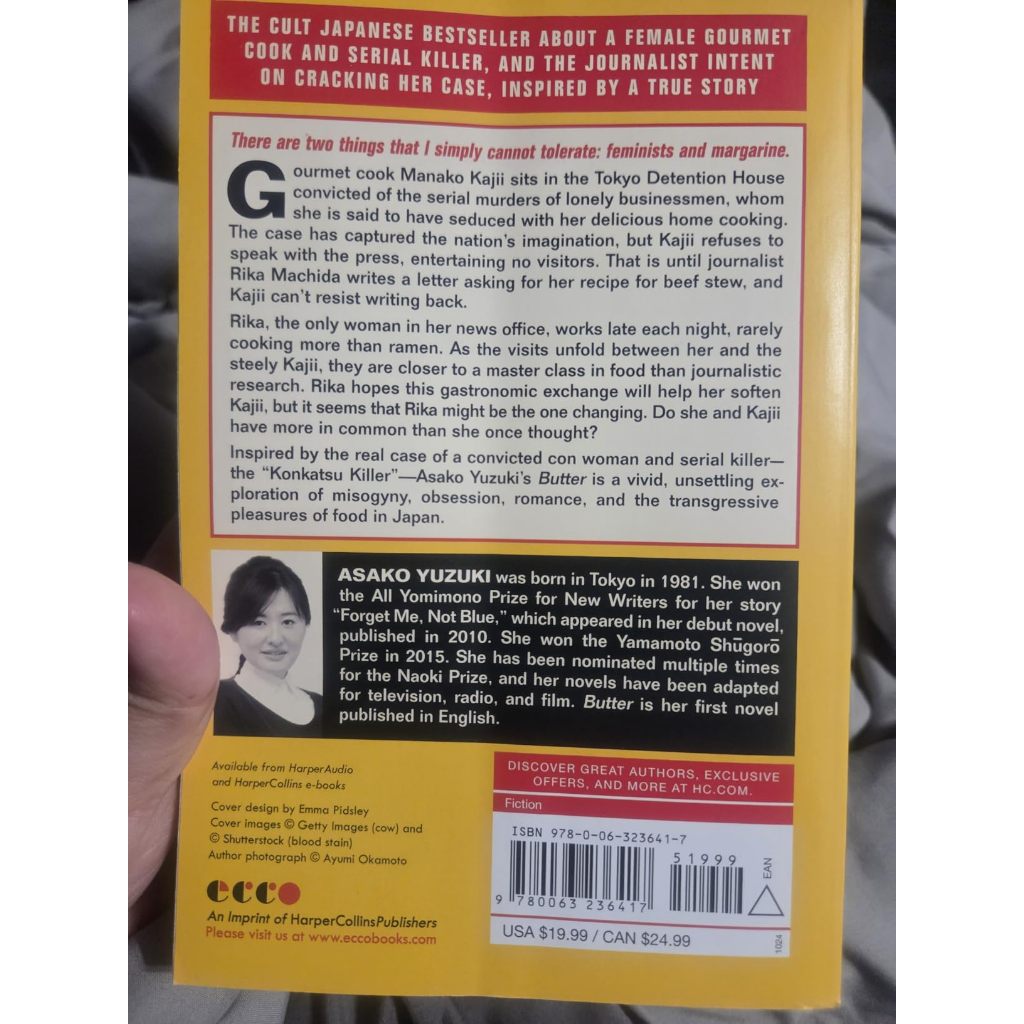 THE CULT JAPANESE BESTSELLER ABOUT A FEMALE GOURMET
COOK AND SERIAL KILLER, AND THE JOURNALIST INTENT
ON CRACKING HER CASE, INSPIRED BY A TRUE STORY
There are two things that I simply cannot tolerate: feminists and margarine.
Gourmet cook Manako Kajii sits in the Tokyo Detention House
convicted of the serial murders of lonely businessmen, whom
she is said to have seduced with her delicious home cooking.
The case has captured the nation's imagination, but Kajii refuses to
speak with the press, entertaining no visitors. That is until journalist
Rika Machida writes a letter asking for her recipe for beef stew, and
Kajii can't resist writing back.
Rika, the only woman in her news office, works late each night, rarely
cooking more than ramen. As the visits unfold between her and the
steely Kajii, they are closer to a master class in food than journalistic
research. Rika hopes this gastronomic exchange will help her soften
Kajii, but it seems that Rika might be the one changing. Do she and Kajii
have more in common than she once thought?
Inspired by the real case of a convicted con woman and serial killer—
the "Konkatsu Killer"—Asako Yuzuki's Butter is a vivid, unsettling ex-
ploration of misogyny, obsession, romance, and the transgressive
pleasures of food in Japan.
ASAKO YUZUKI was born in Tokyo in 1981. She won
the All Yomimono Prize for New Writers for her story
"Forget Me, Not Blue," which appeared in her debut novel,
published in 2010. She won the Yamamoto Shūgorō
Prize in 2015. She has been nominated multiple times
for the Naoki Prize, and her novels have been adapted
for television, radio, and film. Butter is her first novel
published in English.
Available from HarperAudio
and HarperCollins e-books
Cover design by Emma Pidsley
Cover images © Getty Images (cow) and
© Shutterstock (blood stain)
Author photograph © Ayumi Okamoto
ecco
An Imprint of HarperCollinsPublishers
Please visit us at www.eccobooks.com
DISCOVER GREAT AUTHORS, EXCLUSIVE
OFFERS, AND MORE AT HC.COM.
Fiction
ISBN 978-0-06-323641-7
51999
EAN
9 780063 236417
USA $19.99 / CAN $24.99
1024